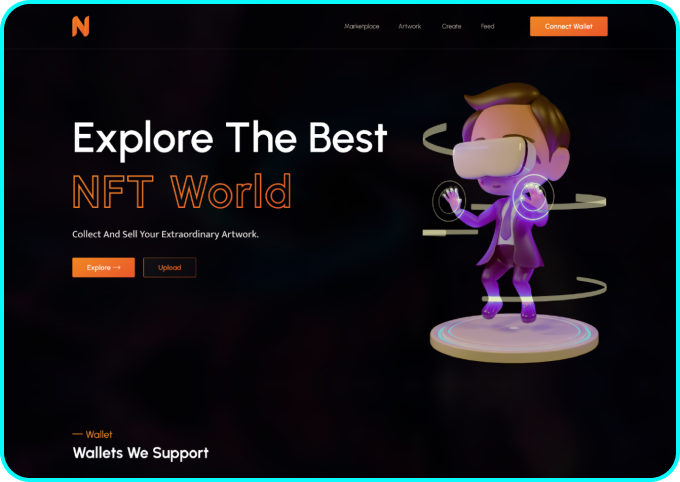 N
Marketplace Artwork Create Feed Connect Wallet
Explore The Best
NFT World
Collect And Sell Your Extraordinary Artwork.
Explore → Upload
— Wallet
Wallets We Support